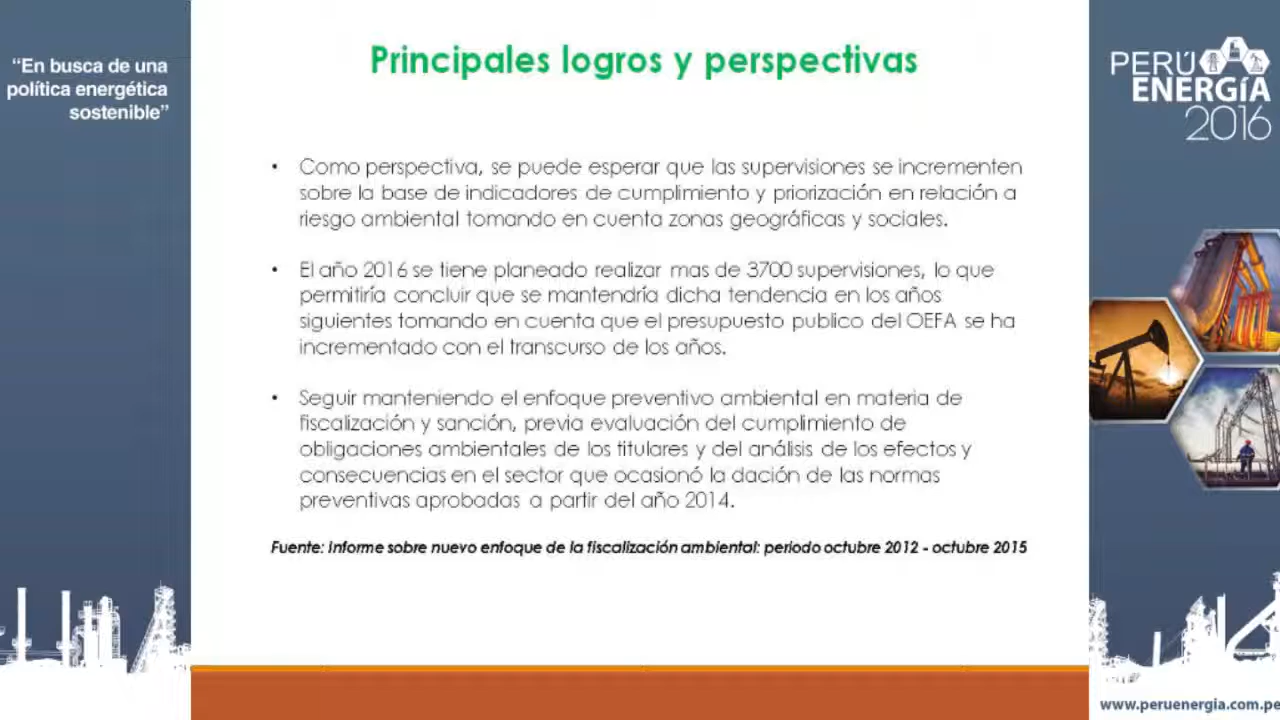 Principales logros y perspectivas
“En busca de una
política energética
sostenible”
PERÚ
ENERGÍA
2016
• Como perspectiva, se puede esperar que las supervisiones se incrementen
sobre la base de indicadores de cumplimiento y priorización en relación a
riesgo ambiental tomando en cuenta zonas geográficas y sociales.
• El año 2016 se tiene planeado realizar mas de 3700 supervisiones, lo que
permitiría concluir que se mantendría dicha tendencia en los años
siguientes tomando en cuenta que el presupuesto publico del OEFA se ha
incrementado con el transcurso de los años.
• Seguir manteniendo el enfoque preventivo ambiental en materia de
fiscalización y sanción, previa evaluación del cumplimiento de
obligaciones ambientales de los titulares y del análisis de los efectos y
consecuencias en el sector que ocasionó la dación de las normas
preventivas aprobadas a partir del año 2014.
Fuente: Informe sobre nuevo enfoque de la fiscalización ambiental: periodo octubre 2012 - octubre 2015
www.peruenergia.com.pe